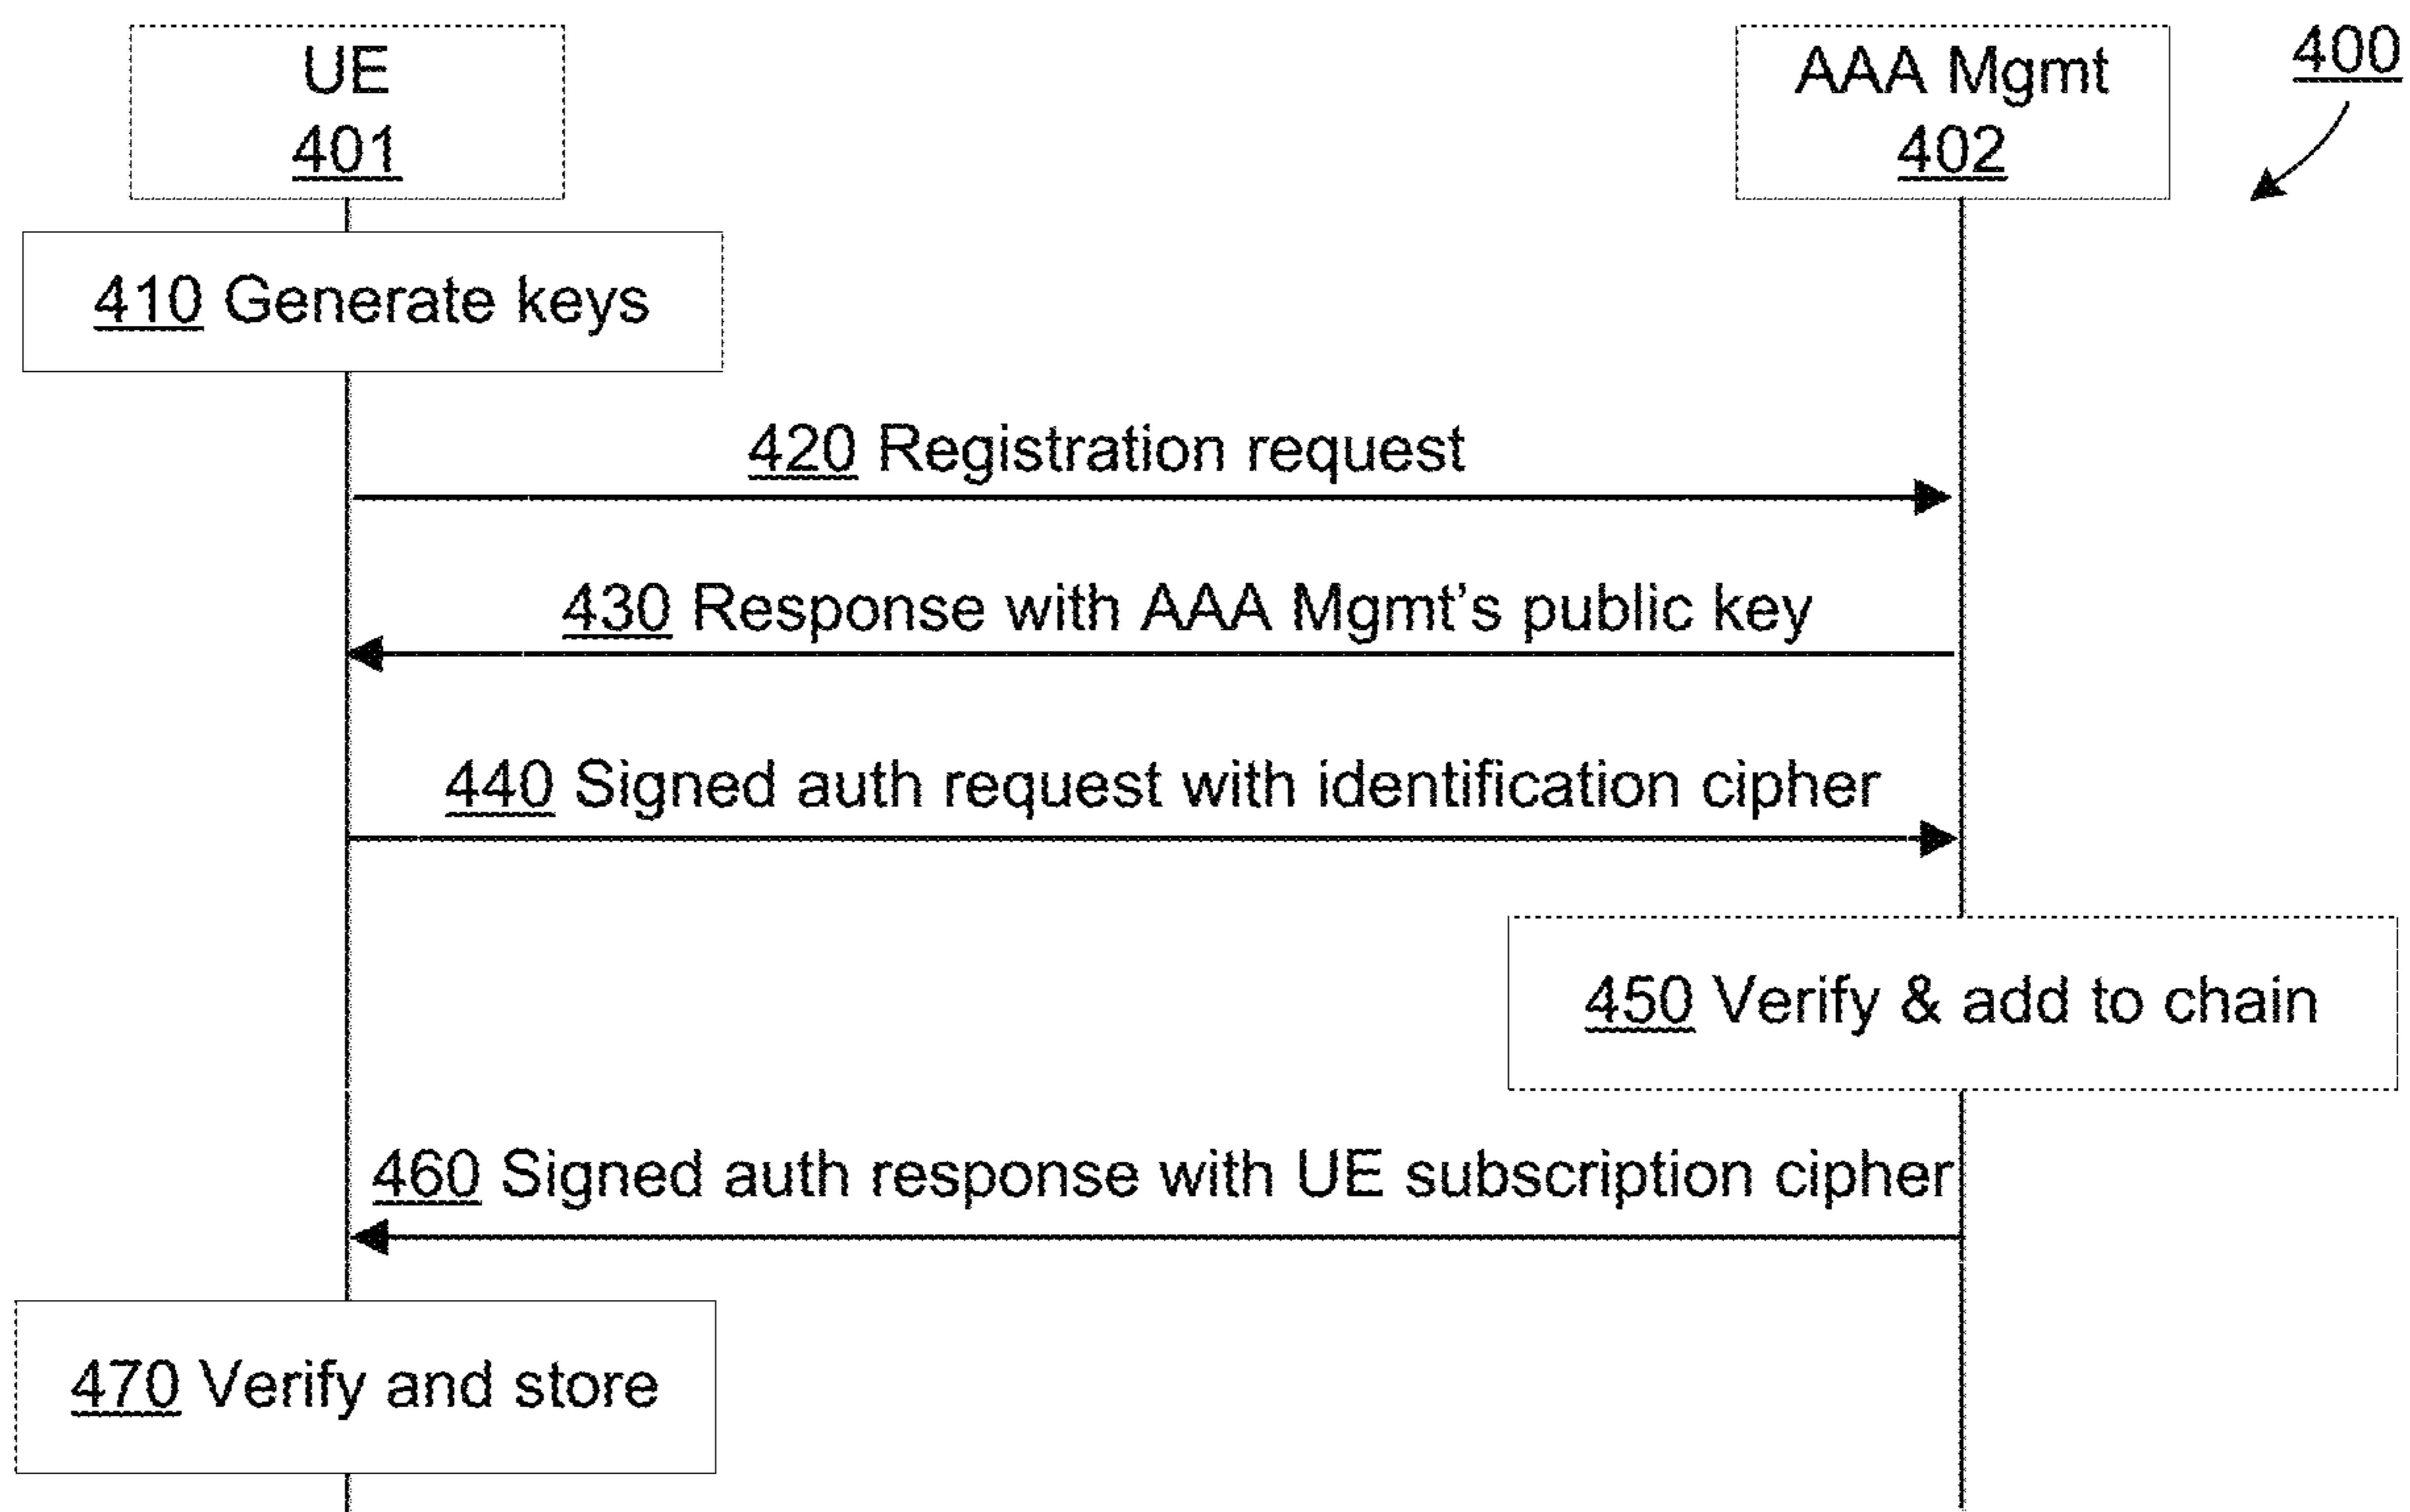 UE
401
AAA Mgmt
402
400
410 Generate keys
420 Registration request
430 Response with AAA Mgmt's public key
440 Signed auth request with identification cipher
450 Verify & add to chain
460 Signed auth response with UE subscription cipher
470 Verify and store